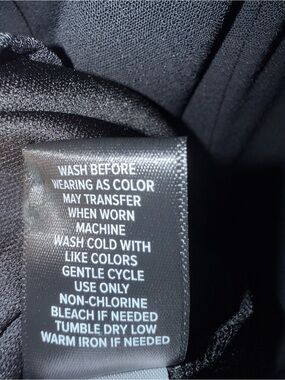 WASH BEFORE
WEARING AS COLOR
MAY TRANSFER
WHEN WORN
MACHINE
WASH COLD WITH
LIKE COLORS
GENTLE CYCLE
USE ONLY
NON-CHLORINE
BLEACH IF NEEDED
TUMBLE DRY LOW
WARM IRON IF NEEDED